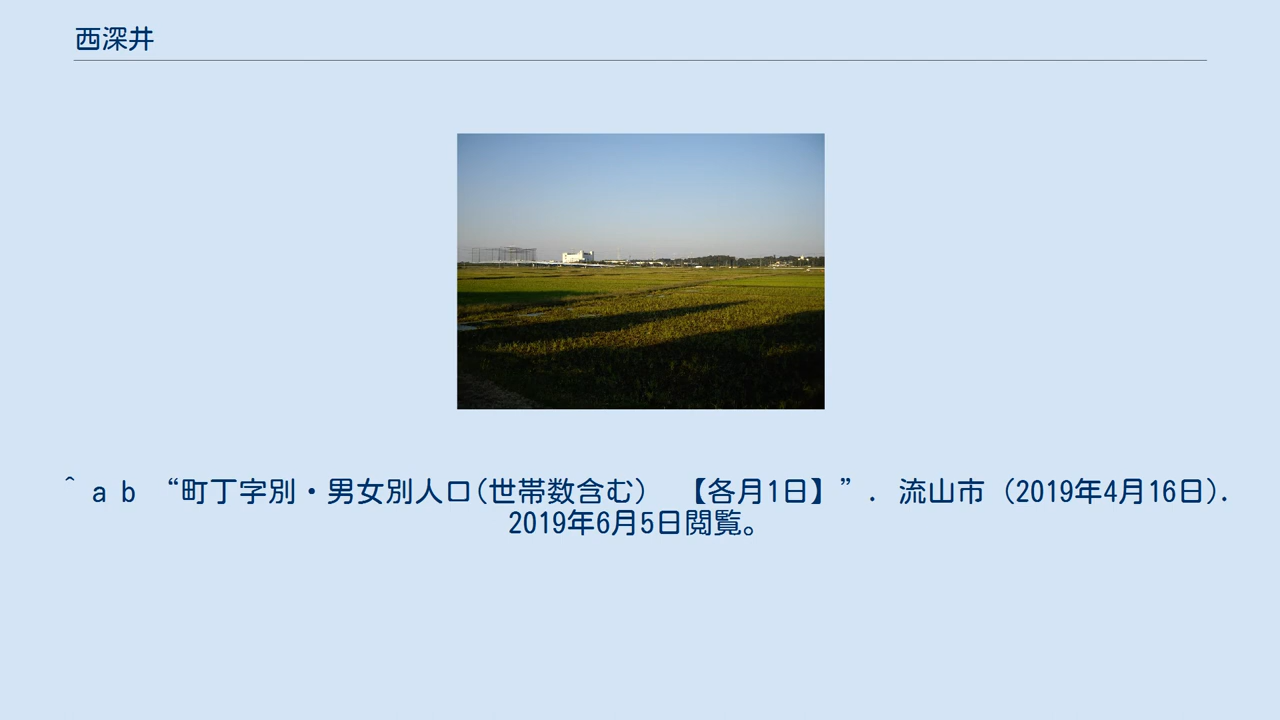 西深井
^ a b “町丁字別・男女別人口(世帯数含む) 【各月1日】”. 流山市 (2019年4月16日).
2019年6月5日閲覧。